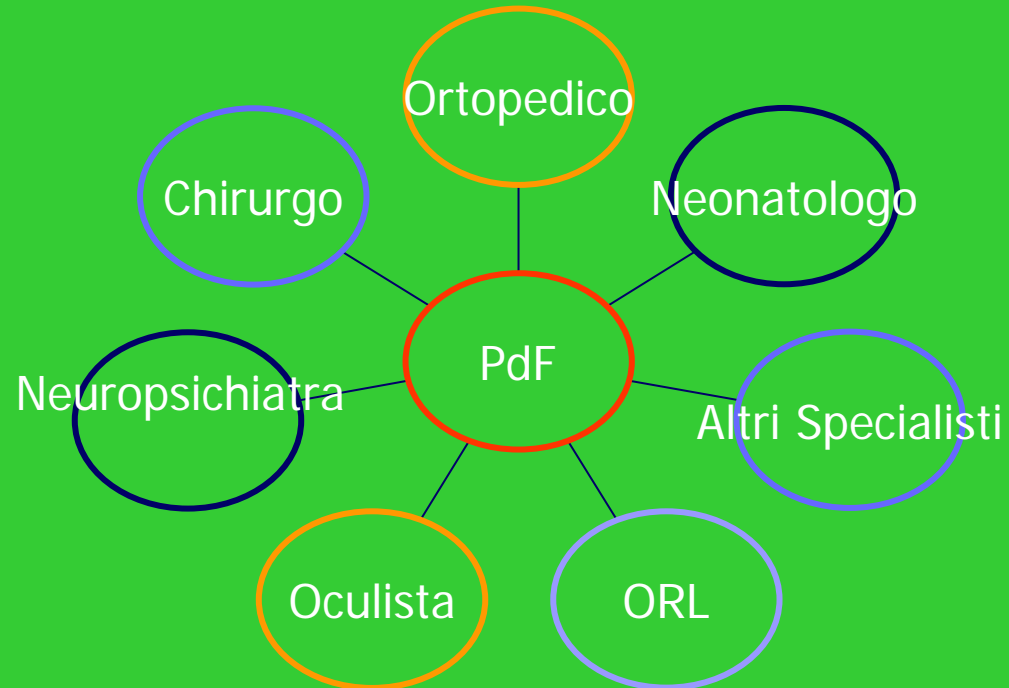 Ortopedico
Chirurgo
Neonatologo
PdF
Neuropsichiatra
Altri Specialisti
Oculista
ORL